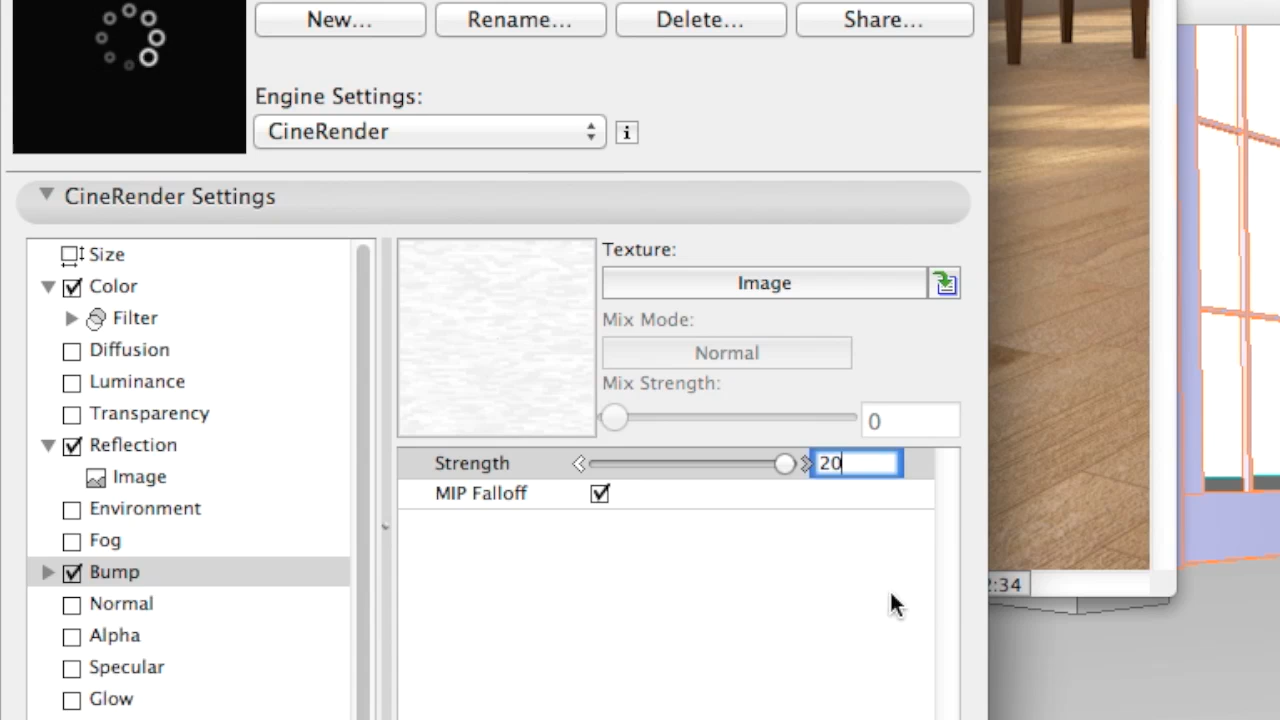 New... Rename... Delete... Share...
Engine Settings:
CineRender
i
CineRender Settings
Size
Color
Filter
Diffusion
Luminance
Transparency
Reflection
Image
Environment
Fog
Bump
Normal
Alpha
Specular
Glow
Texture:
Image
Mix Mode:
Normal
Mix Strength:
0
Strength 20
MIP Falloff
2:34